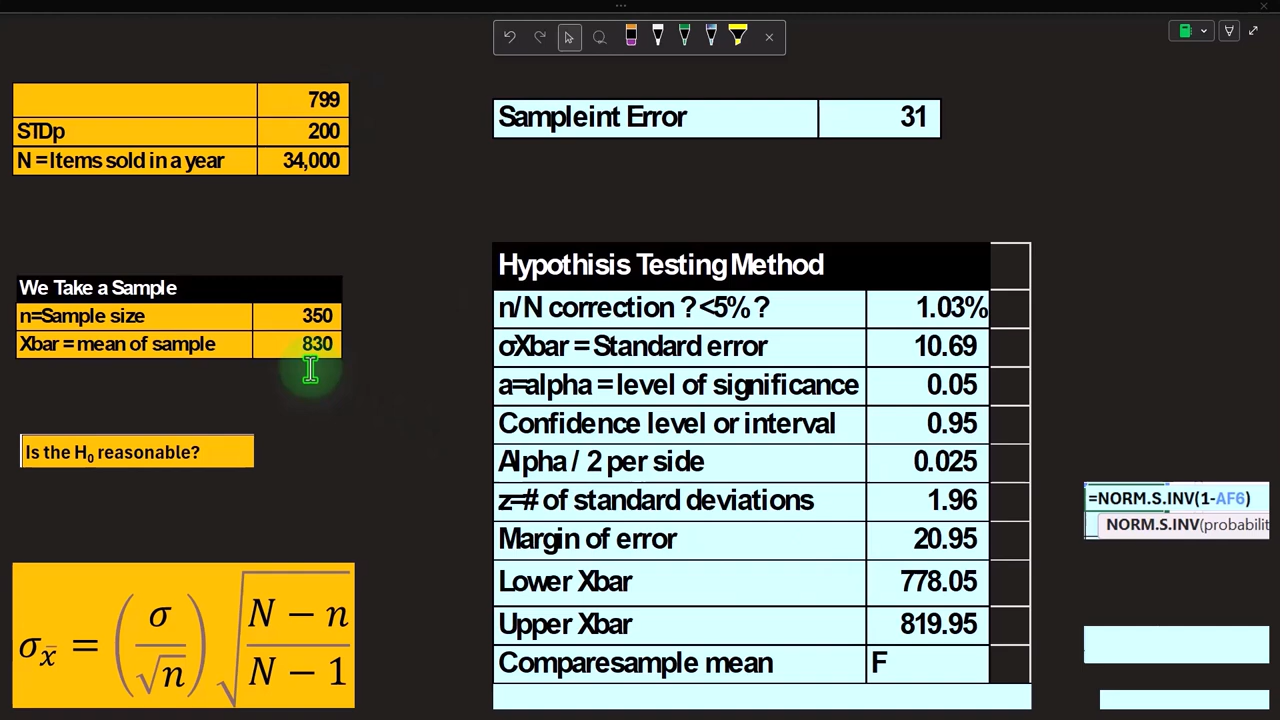 799
STDp 200
N = Items sold in a year 34,000
We Take a Sample
n=Sample size 350
Xbar = mean of sample 830
Is the H₀ reasonable?
σx̄ = (σ/√n) √((N − n)/(N − 1))
Sampleint Error 31
Hypothisis Testing Method
n/N correction ? <5% ? 1.03%
σXbar = Standard error 10.69
a=alpha = level of significance 0.05
Confidence level or interval 0.95
Alpha / 2 per side 0.025
z=# of standard deviations 1.96
Margin of error 20.95
Lower Xbar 778.05
Upper Xbar 819.95
Comparesample mean F
=NORM.S.INV(1-AF6)
NORM.S.INV(probabilit